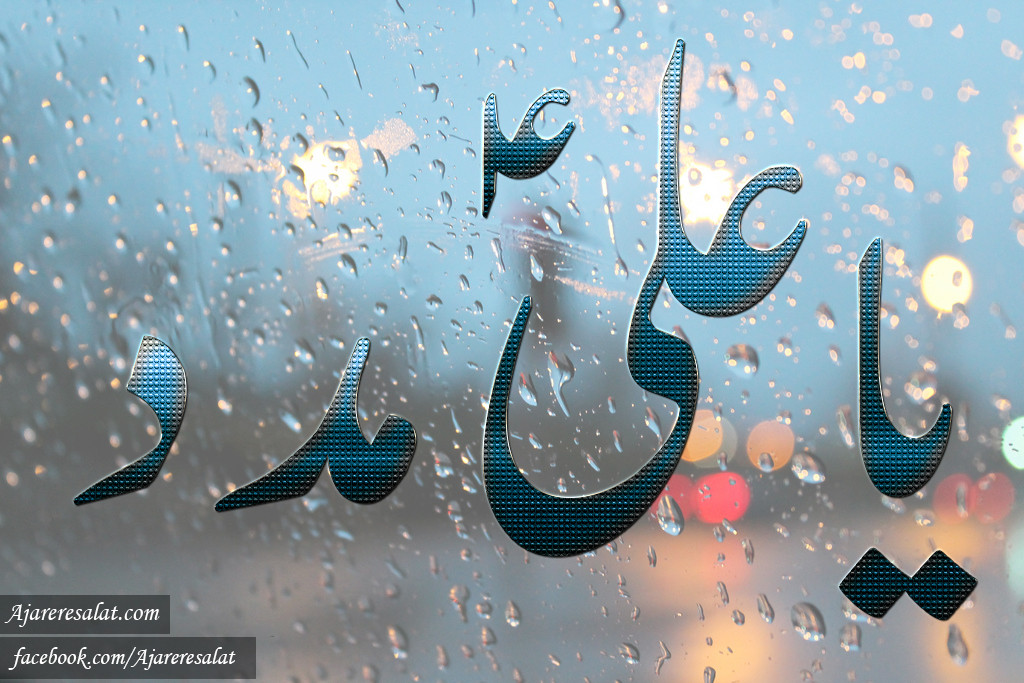 یا علیؑ مدد
Ajareresalat.com
facebook.com/Ajareresalat